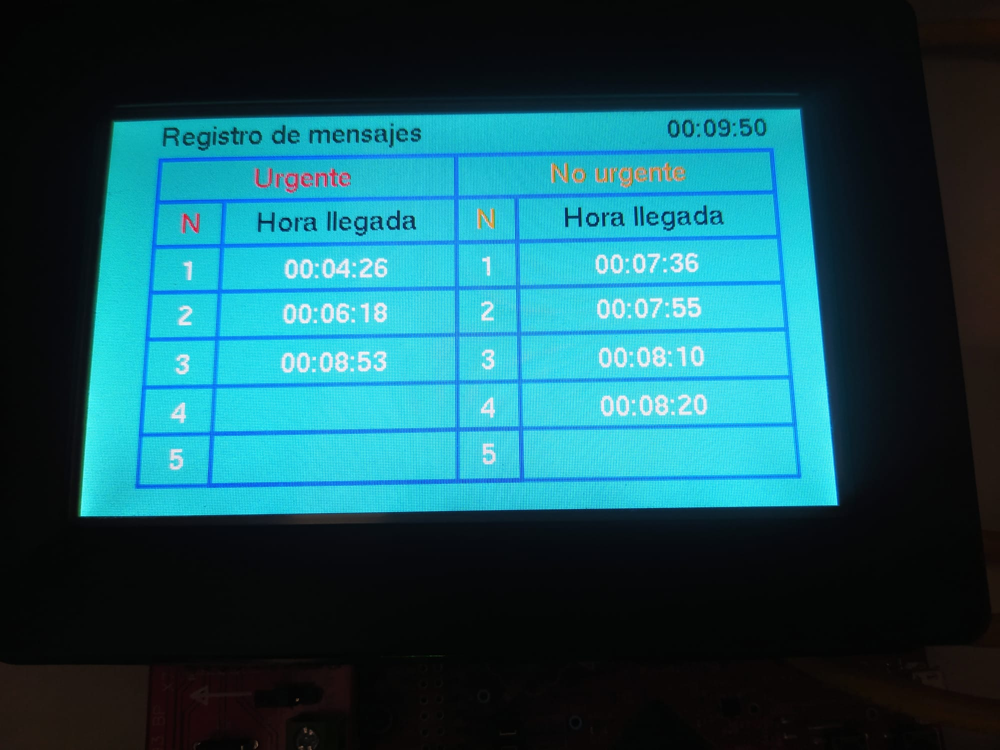 Registro de mensajes 00:09:50
Urgente No urgente
N Hora llegada N Hora llegada
1 00:04:26 1 00:07:36
2 00:06:18 2 00:07:55
3 00:08:53 3 00:08:10
4 4 00:08:20
5 5